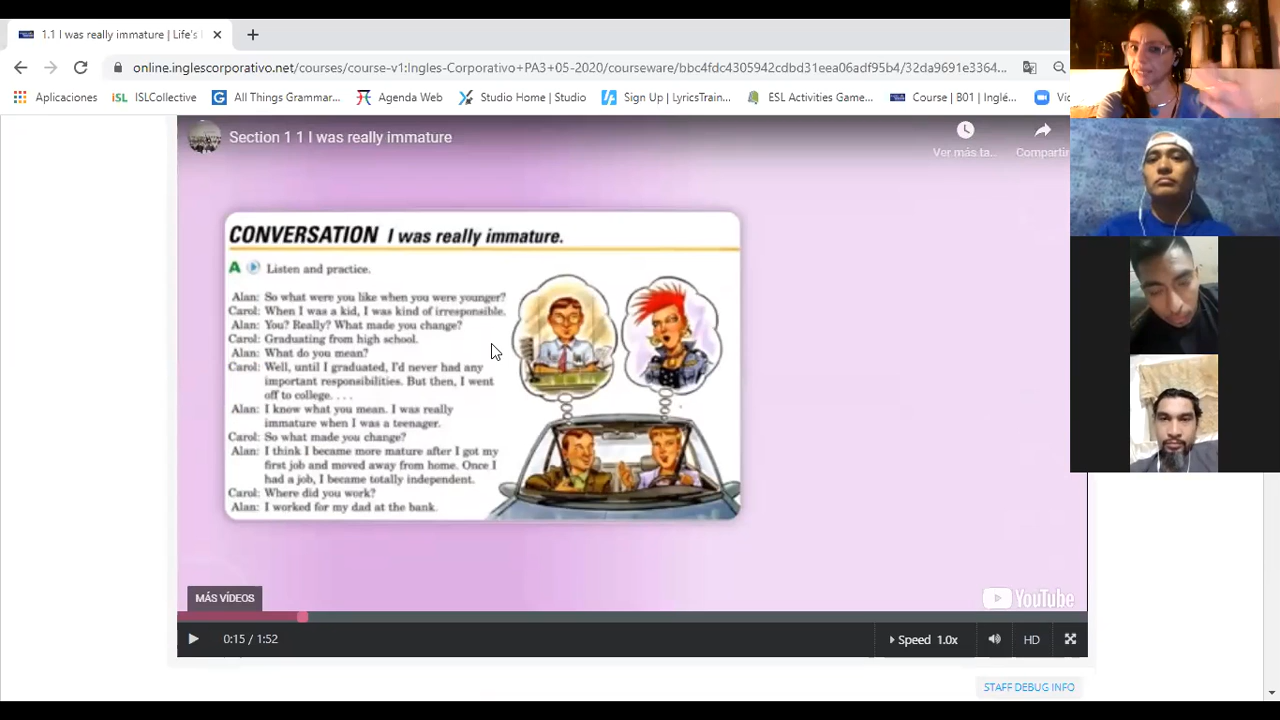 1.1 I was really immature | Life's
online.inglescorporativo.net/courses/course-v1:Ingles-Corporativo+PA3+05-2020/courseware/bbc4fdc4305942cdbd31eea06adf95b4/32da9691e3364...
Aplicaciones iSL ISLCollective G All Things Grammar... Agenda Web Studio Home | Studio Sign Up | LyricsTrain... ESL Activities Game... Course | B01 | Inglé...
Section 1 1 I was really immature
Ver más ta... Compartir
CONVERSATION I was really immature.
A Listen and practice.
Alan: So what were you like when you were younger?
Carol: When I was a kid, I was kind of irresponsible.
Alan: You? Really? What made you change?
Carol: Graduating from high school.
Alan: What do you mean?
Carol: Well, until I graduated, I'd never had any
important responsibilities. But then, I went
off to college. . . .
Alan: I know what you mean. I was really
immature when I was a teenager.
Carol: So what made you change?
Alan: I think I became more mature after I got my
first job and moved away from home. Once I
had a job, I became totally independent.
Carol: Where did you work?
Alan: I worked for my dad at the bank.
MÁS VÍDEOS
YouTube
0:15 / 1:52 Speed 1.0x HD
STAFF DEBUG INFO